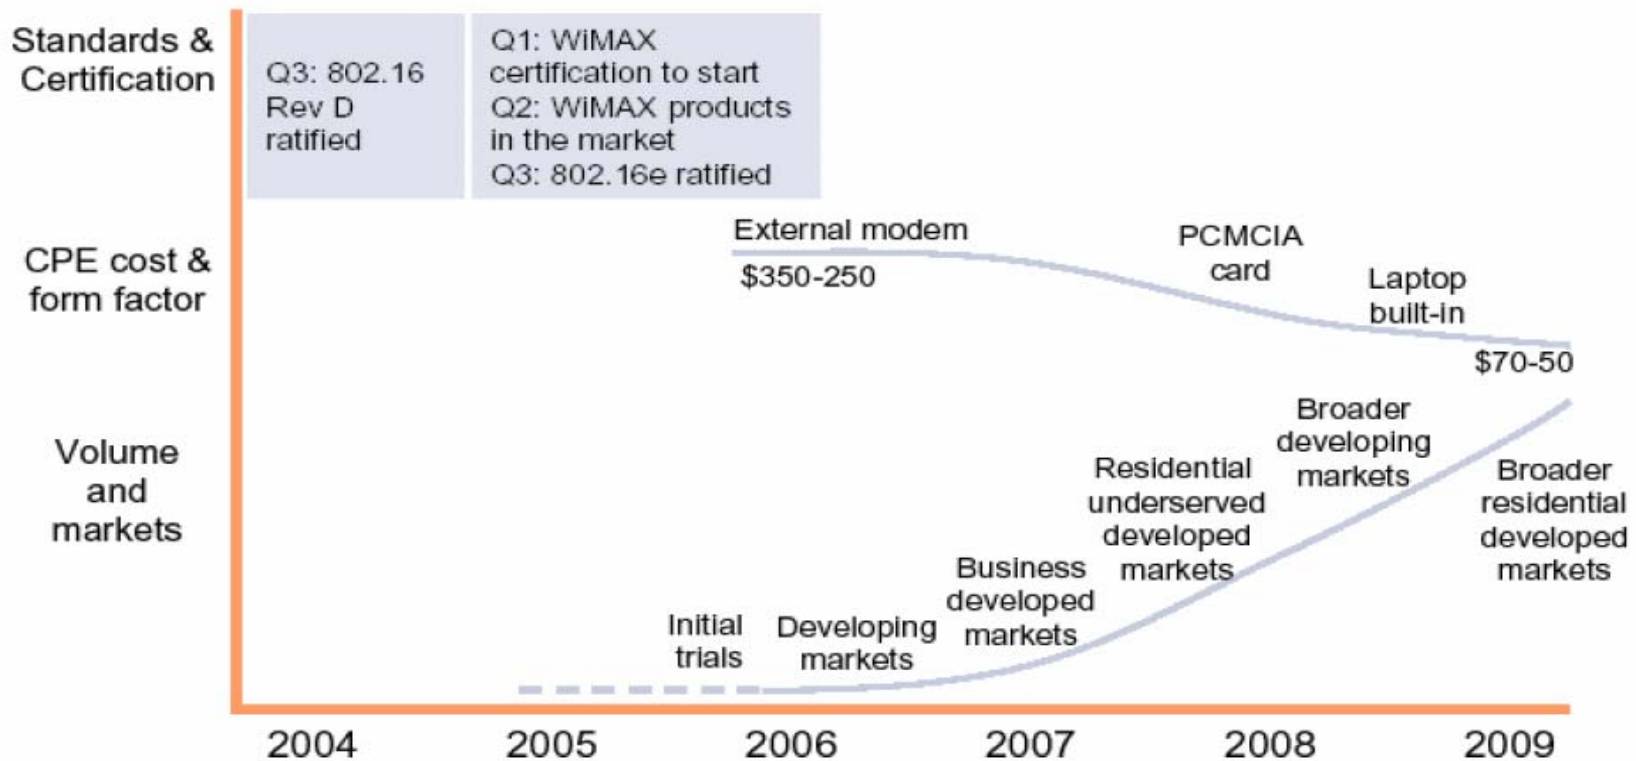 Standards &
Certification
Q3: 802.16
Rev D
ratified
Q1: WiMAX
certification to start
Q2: WiMAX products
in the market
Q3: 802.16e ratified
CPE cost &
form factor
External modem
$350-250
PCMCIA
card
Laptop
built-in
$70-50
Volume
and
markets
Initial
trials
Developing
markets
Business
developed
markets
Residential
underserved
developed
markets
Broader
developing
markets
Broader
residential
developed
markets
2004 2005 2006 2007 2008 2009